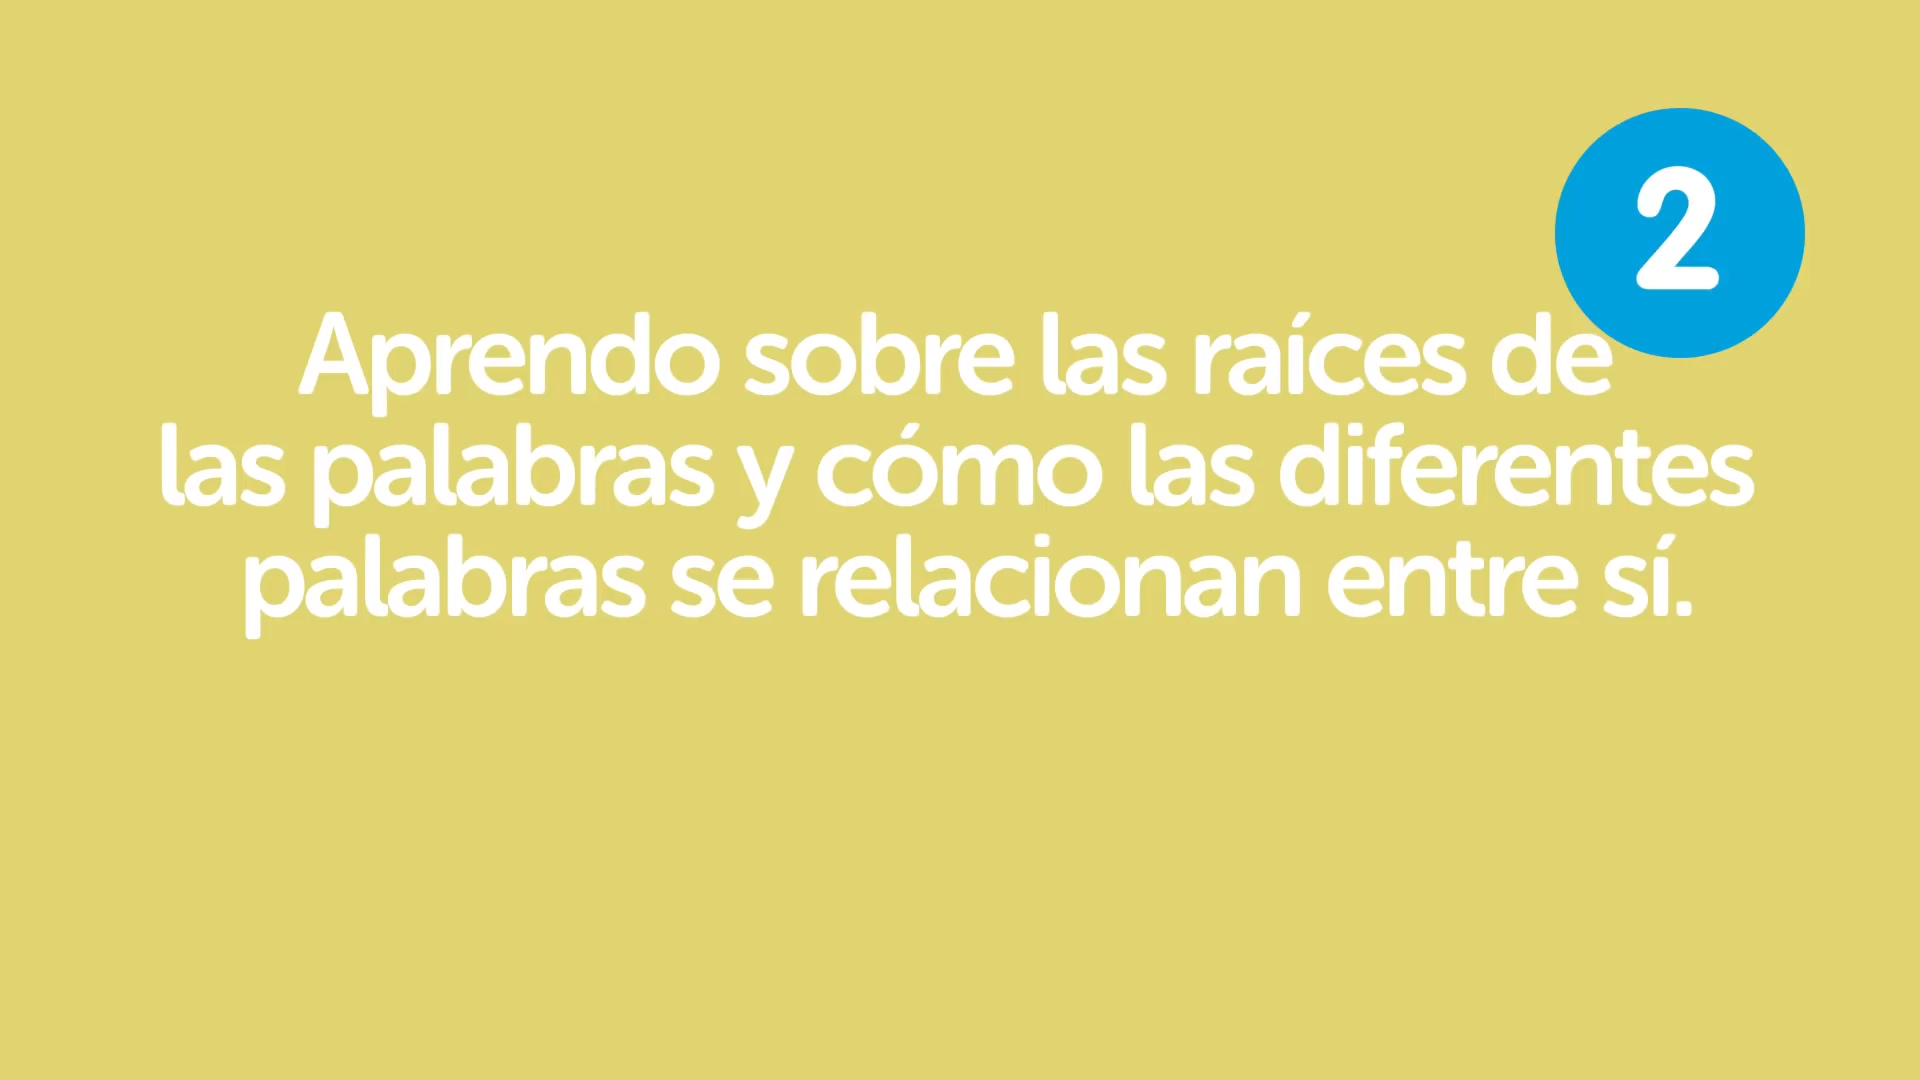 2
Aprendo sobre las raíces de
las palabras y cómo las diferentes
palabras se relacionan entre sí.